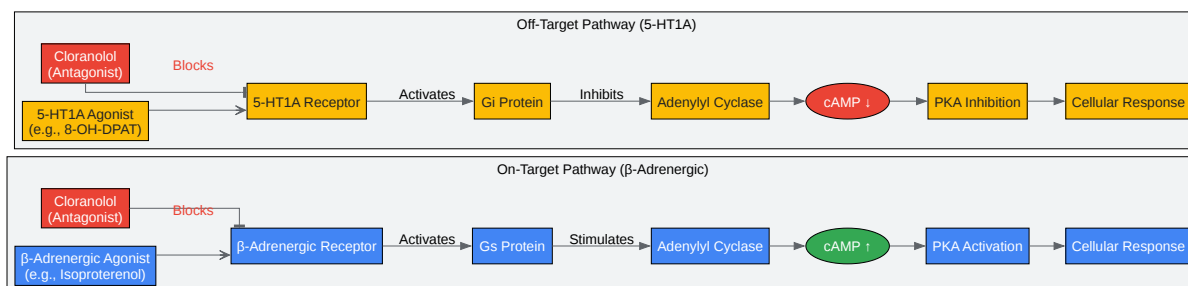 Off-Target Pathway (5-HT1A)
Cloranolol
(Antagonist)
Blocks
5-HT1A Agonist
(e.g., 8-OH-DPAT)
5-HT1A Receptor
Activates
Gi Protein
Inhibits
Adenylyl Cyclase
cAMP ↓
PKA Inhibition
Cellular Response
On-Target Pathway (β-Adrenergic)
Cloranolol
(Antagonist)
Blocks
β-Adrenergic Agonist
(e.g., Isoproterenol)
β-Adrenergic Receptor
Activates
Gs Protein
Stimulates
Adenylyl Cyclase
cAMP ↑
PKA Activation
Cellular Response